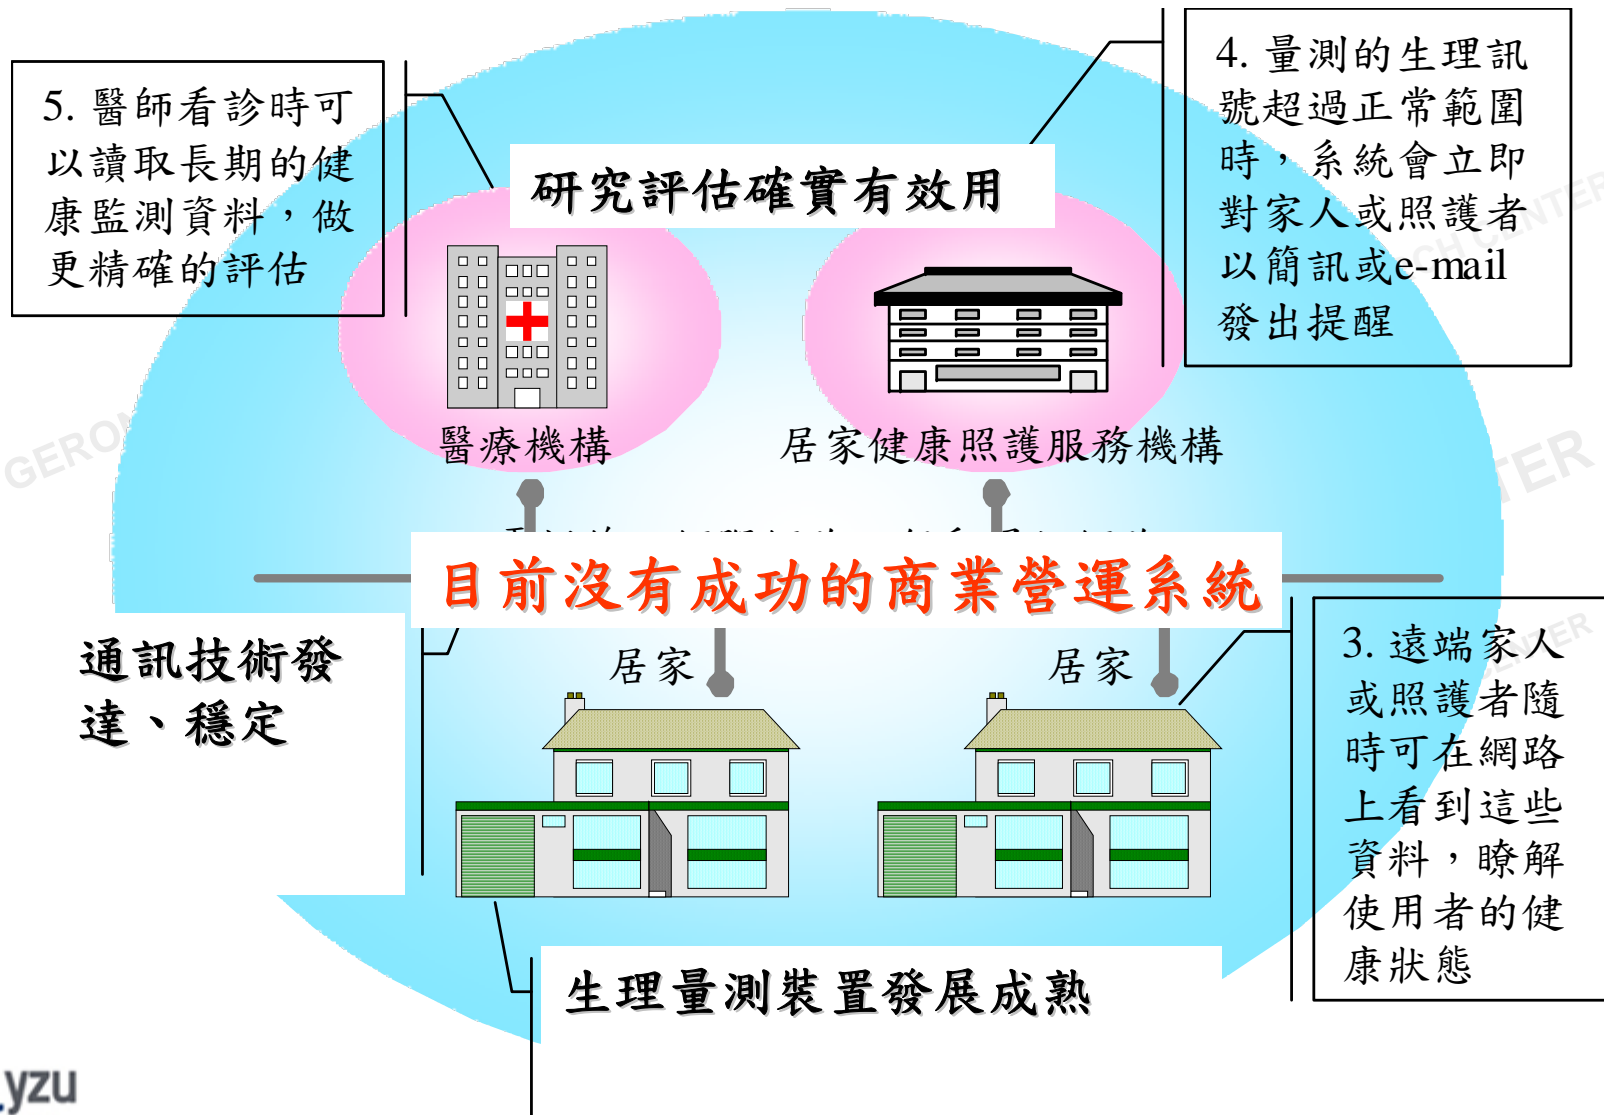 5. 醫師看診時可
以讀取長期的健
康監測資料，做
更精確的評估
4. 量測的生理訊
號超過正常範圍
時，系統會立即
對家人或照護者
以簡訊或e-mail
發出提醒
研究評估確實有效用
醫療機構
居家健康照護服務機構
目前沒有成功的商業營運系統
通訊技術發
達、穩定
居家
居家
3. 遠端家人
或照護者隨
時可在網路
上看到這些
資料，瞭解
使用者的健
康狀態
生理量測裝置發展成熟
GERON
CH CENTER
TER
ENTER
yzu